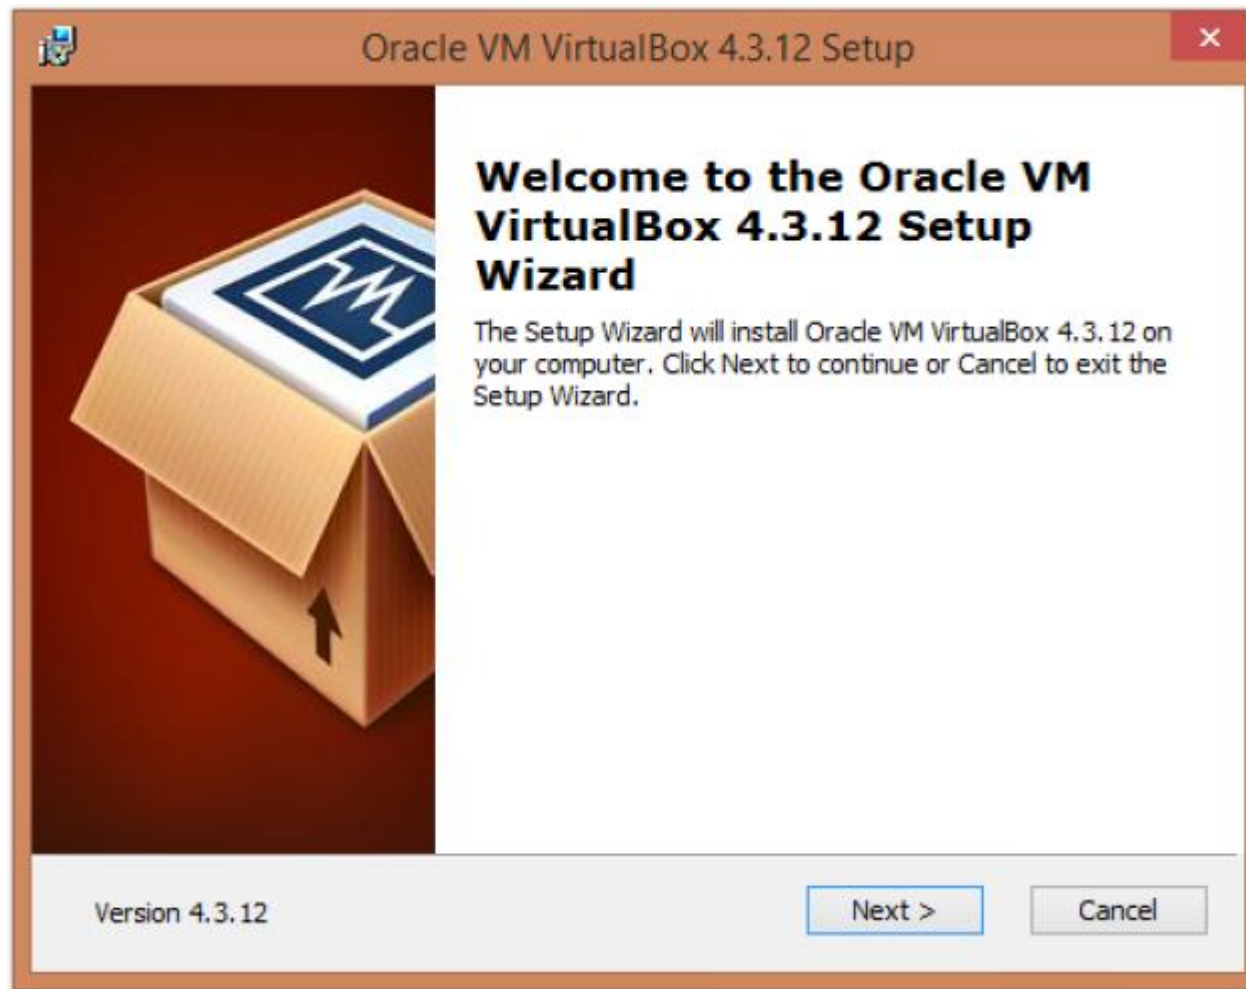 Oracle VM VirtualBox 4.3.12 Setup
Welcome to the Oracle VM
VirtualBox 4.3.12 Setup
Wizard
The Setup Wizard will install Oracle VM VirtualBox 4.3.12 on
your computer. Click Next to continue or Cancel to exit the
Setup Wizard.
Version 4.3.12
Next >
Cancel